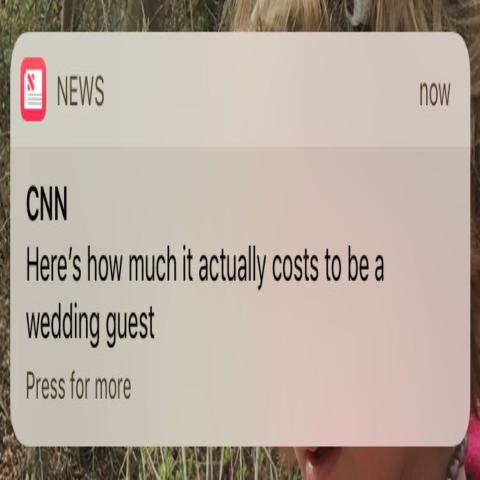 NEWS
now
CNN
Here's how much it actually costs to be a
wedding guest
Press for more